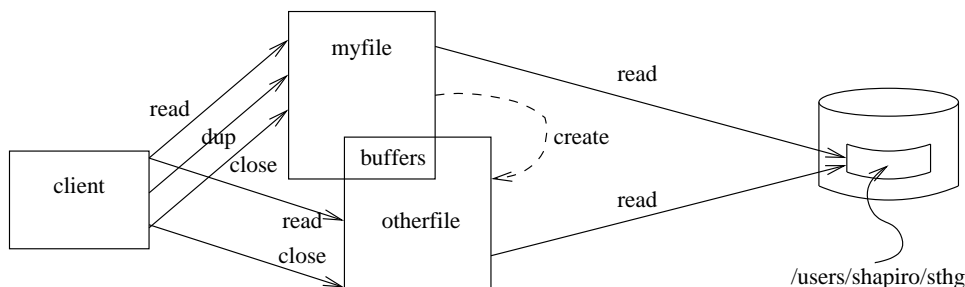 myfile
read
read
dup
create
close
buffers
client
read
otherfile
read
close
/users/shapiro/sthg